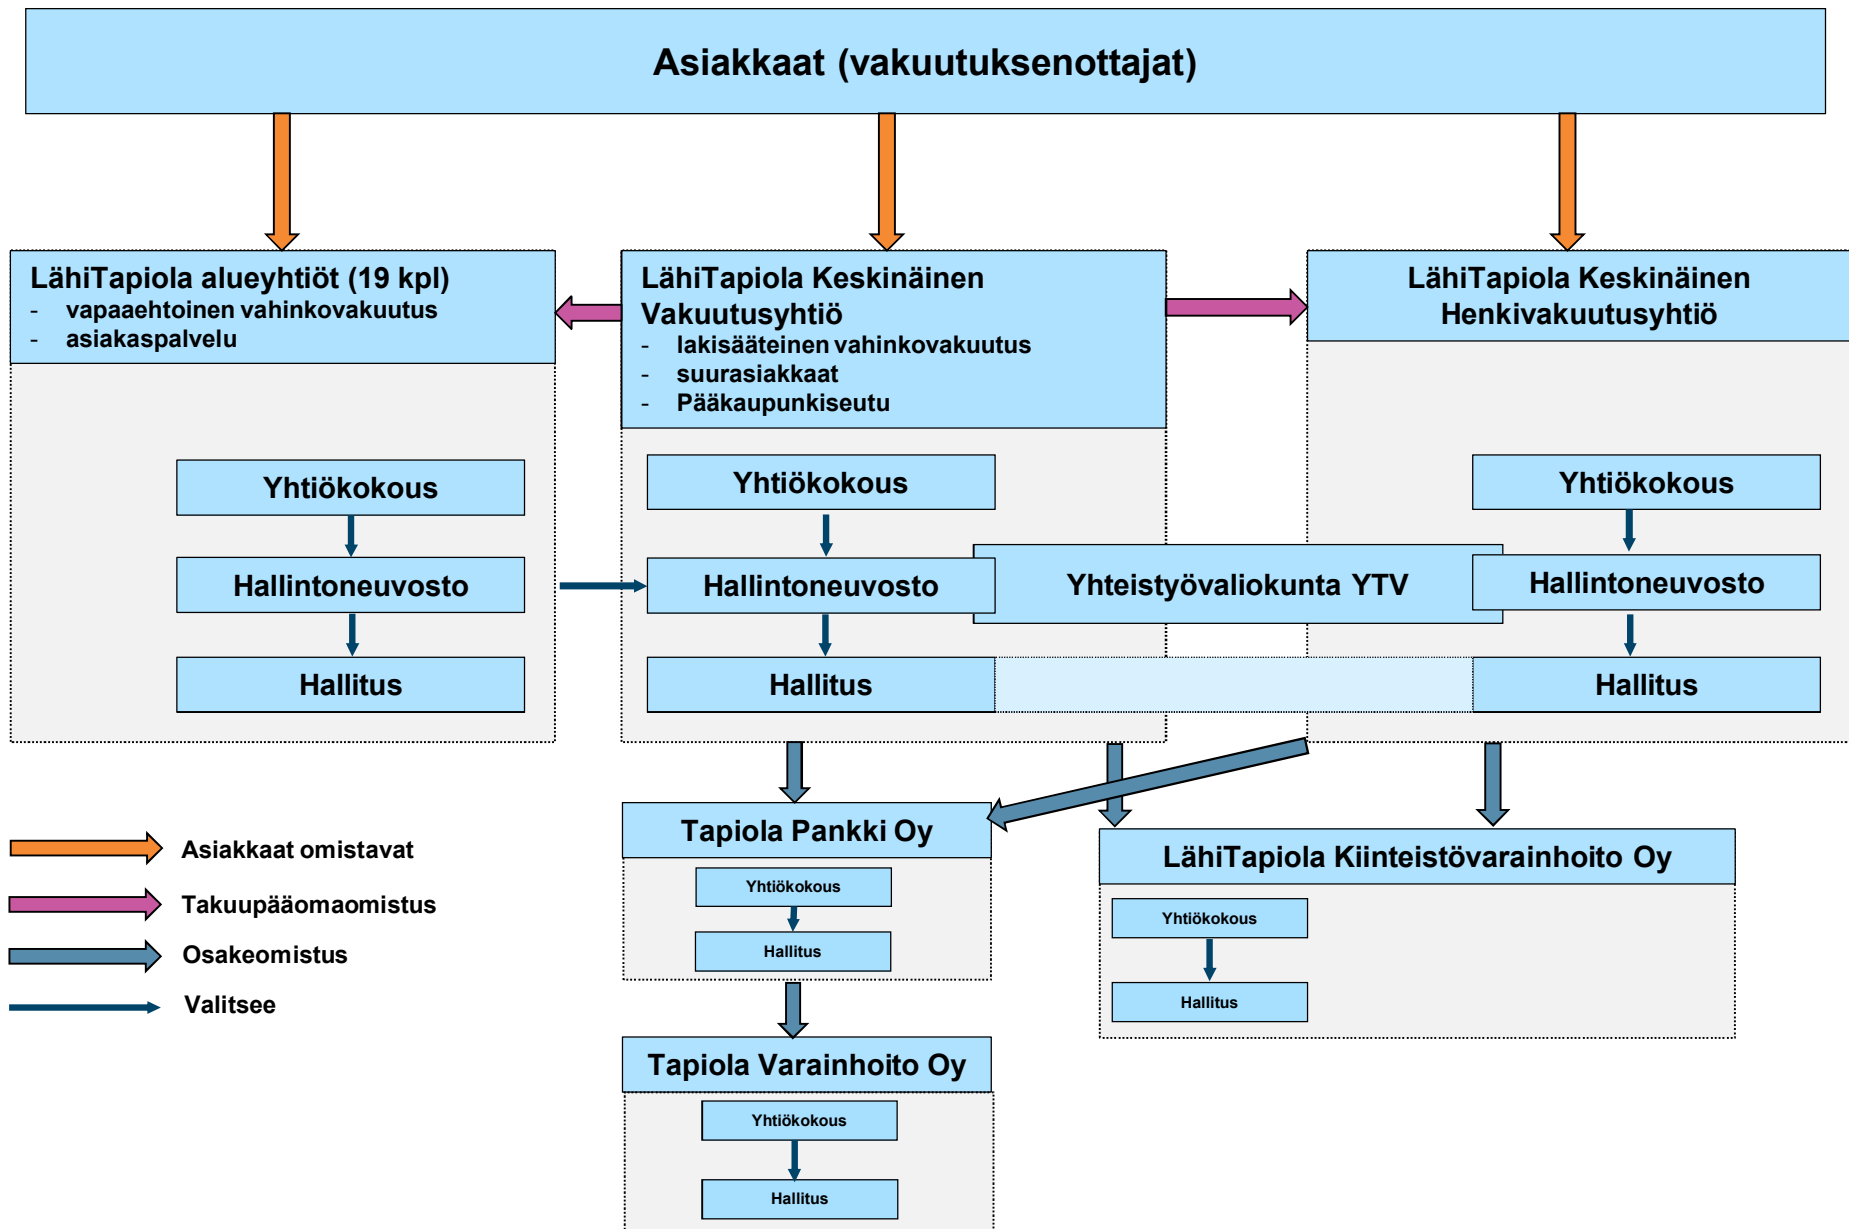 Asiakkaat (vakuutuksenottajat)
LähiTapiola alueyhtiöt (19 kpl)
- vapaaehtoinen vahinkovakuutus
- asiakaspalvelu
LähiTapiola Keskinäinen
Vakuutusyhtiö
- lakisääteinen vahinkovakuutus
- suurasiakkaat
- Pääkaupunkiseutu
LähiTapiola Keskinäinen
Henkivakuutusyhtiö
Yhtiökokous
Hallintoneuvosto
Hallitus
Yhtiökokous
Hallintoneuvosto
Hallitus
Yhteistyövaliokunta YTV
Yhtiökokous
Hallintoneuvosto
Hallitus
Asiakkaat omistavat
Takuupääomaomistus
Osakeomistus
Valitsee
Tapiola Pankki Oy
Yhtiökokous
Hallitus
LähiTapiola Kiinteistövarainhoito Oy
Yhtiökokous
Hallitus
Tapiola Varainhoito Oy
Yhtiökokous
Hallitus